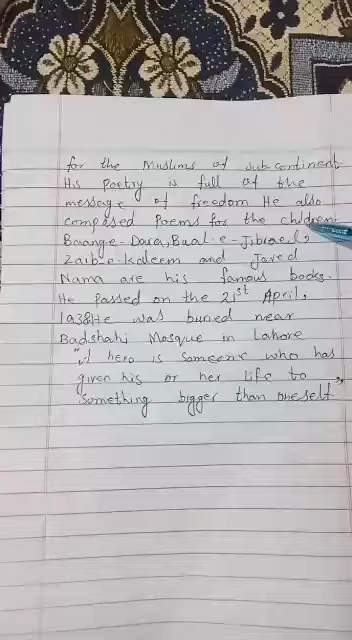 for the Muslims of sub-continent
His Poetry is full of the
message of freedom He also
composed Poems for the children.
Baange-Dara, Baal-e-Jibraeel,
Zarb-e-kaleem and Javed
Nama are his famous books.
He Passed on the 21st April,
1938He was buried near
Badshahi Mosque in Lahore
"A hero is someone who has
given his or her life to
something bigger than oneself"